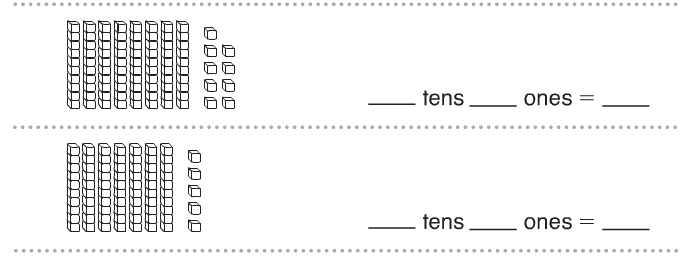 ____ tens ____ ones = ____
____ tens ____ ones = ____